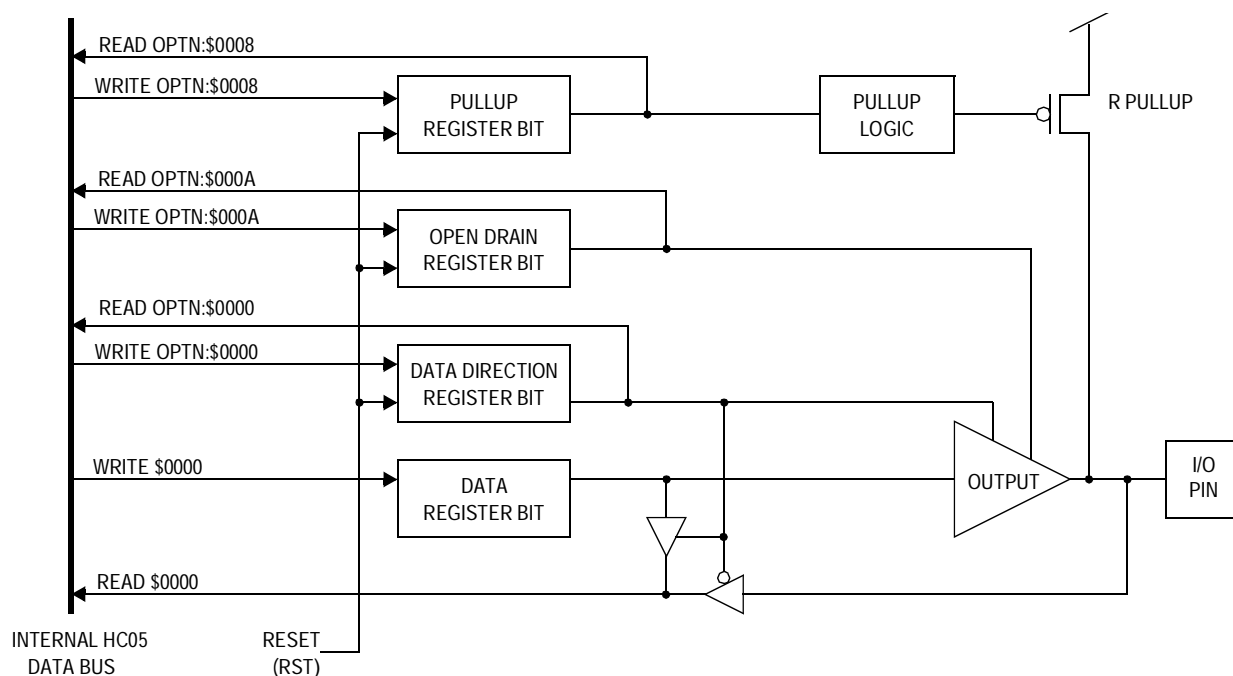 READ OPTN:$0008
WRITE OPTN:$0008
PULLUP
REGISTER BIT
PULLUP
LOGIC
R PULLUP
READ OPTN:$000A
WRITE OPTN:$000A
OPEN DRAIN
REGISTER BIT
READ OPTN:$0000
WRITE OPTN:$0000
DATA DIRECTION
REGISTER BIT
WRITE $0000
DATA
REGISTER BIT
OUTPUT
I/O
PIN
READ $0000
INTERNAL HC05
DATA BUS
RESET
(RST)